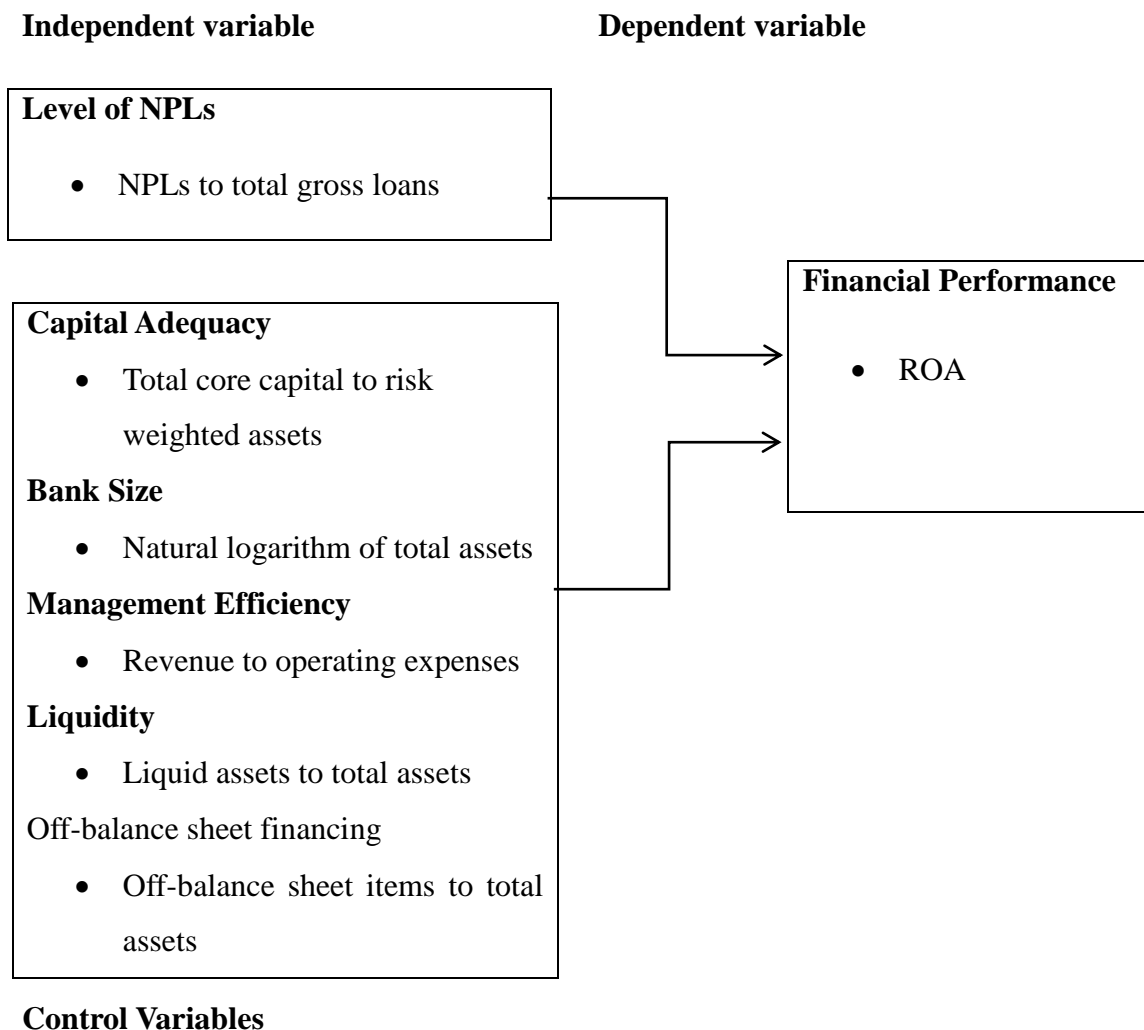 Independent variable
Dependent variable
Level of NPLs
• NPLs to total gross loans
Financial Performance
• ROA
Capital Adequacy
• Total core capital to risk
weighted assets
Bank Size
• Natural logarithm of total assets
Management Efficiency
• Revenue to operating expenses
Liquidity
• Liquid assets to total assets
Off-balance sheet financing
• Off-balance sheet items to total
assets
Control Variables